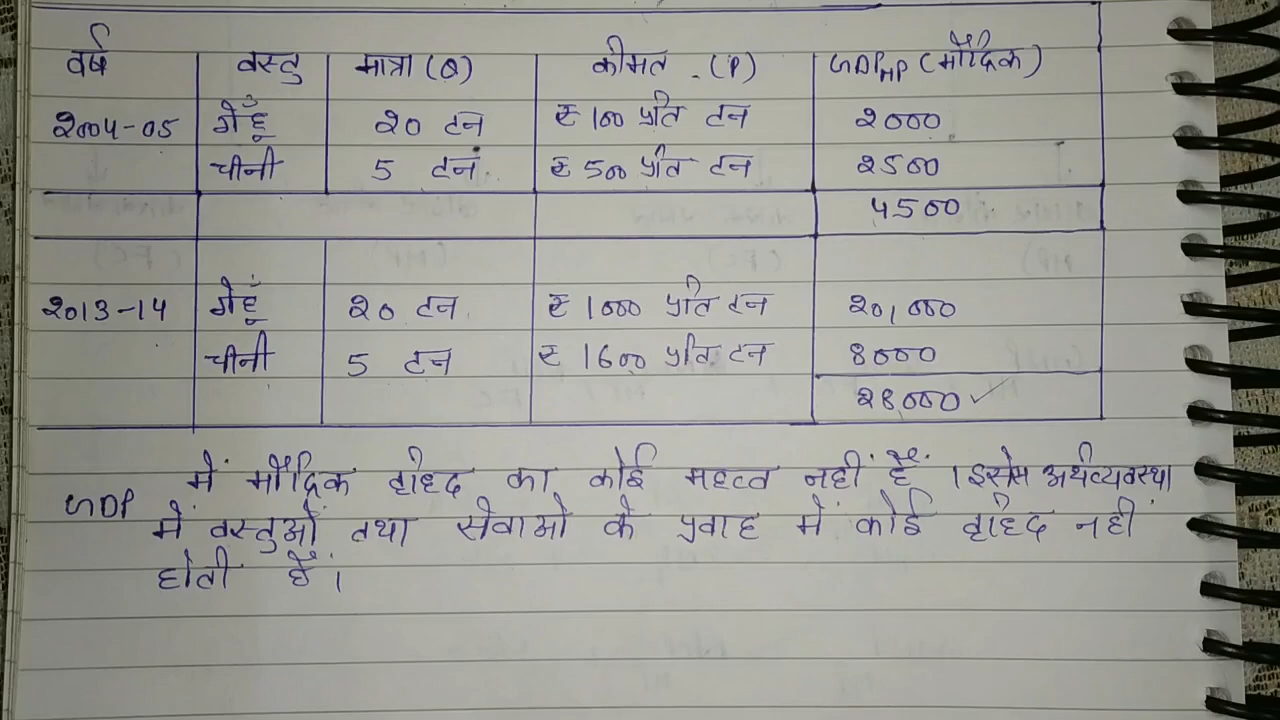 वर्ष वस्तु मात्रा (Q) कीमत (P) GDPMP (मौद्रिक)
2004-05 गेहूँ 20 टन ₹ 100 प्रति टन 2000
चीनी 5 टन ₹ 500 प्रति टन 2500
4500
2013-14 गेहूँ 20 टन ₹ 1000 प्रति टन 20,000
चीनी 5 टन ₹ 1600 प्रति टन 8000
28,000 ✓
GDP में मौद्रिक वृद्धि का कोई महत्व नहीं है। इससे अर्थव्यवस्था
में वस्तुओं तथा सेवाओं के प्रवाह में कोई वृद्धि नहीं
होती है।